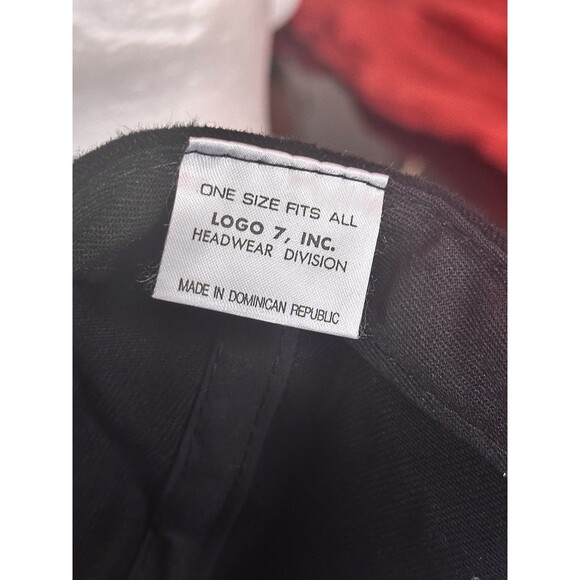 ONE SIZE FITS ALL
LOGO 7, INC.
HEADWEAR DIVISION
MADE IN DOMINICAN REPUBLIC